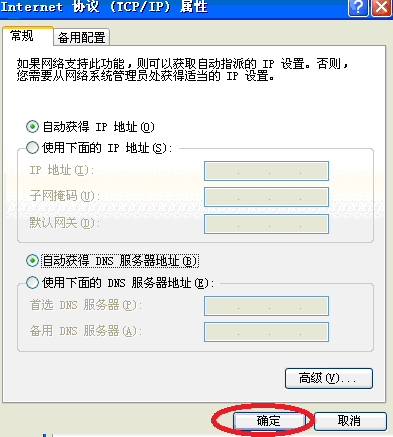 Internet 协议 (TCP/IP) 属性
常规
备用配置
如果网络支持此功能，则可以获取自动指派的 IP 设置。否则，
您需要从网络系统管理员处获得适当的 IP 设置。
自动获得 IP 地址(O)
使用下面的 IP 地址(S):
IP 地址(I):
子网掩码(U):
默认网关(D):
自动获得 DNS 服务器地址(B)
使用下面的 DNS 服务器地址(E):
首选 DNS 服务器(P):
备用 DNS 服务器(A):
高级(V)...
确定
取消